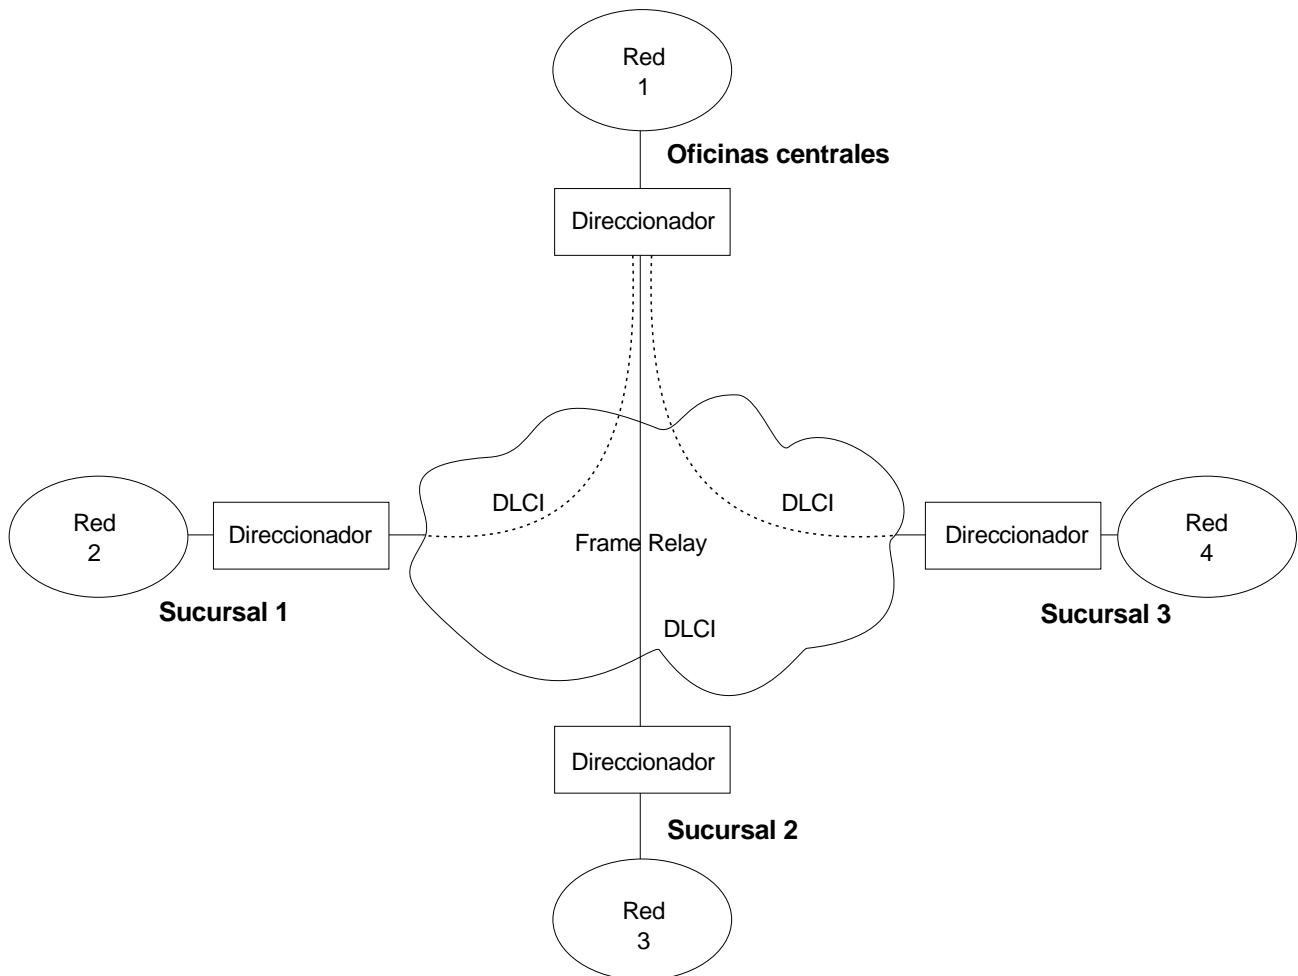 Red
1
Oficinas centrales
Direccionador
DLCI
DLCI
Red
2
Direccionador
Frame Relay
Direccionador
Red
4
Sucursal 1
Sucursal 3
DLCI
Direccionador
Sucursal 2
Red
3